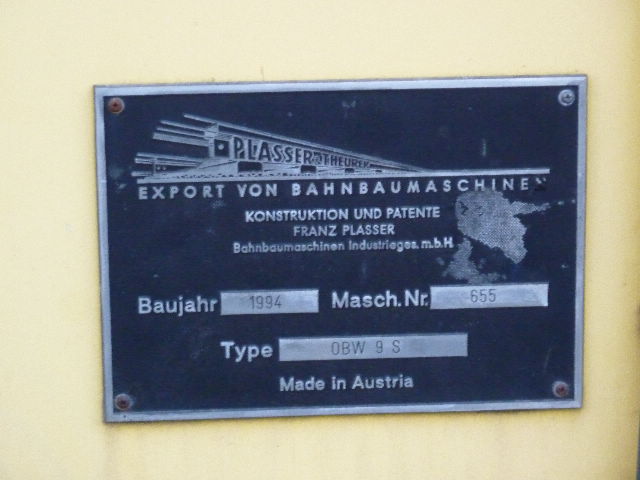 PLASSER & THEURER
EXPORT VON BAHNBAUMASCHINEN
KONSTRUKTION UND PATENTE
FRANZ PLASSER
Bahnbaumaschinen Industrieges. m.b.H.
Baujahr 1994 Masch. Nr. 655
Type OBW 9 S
Made in Austria